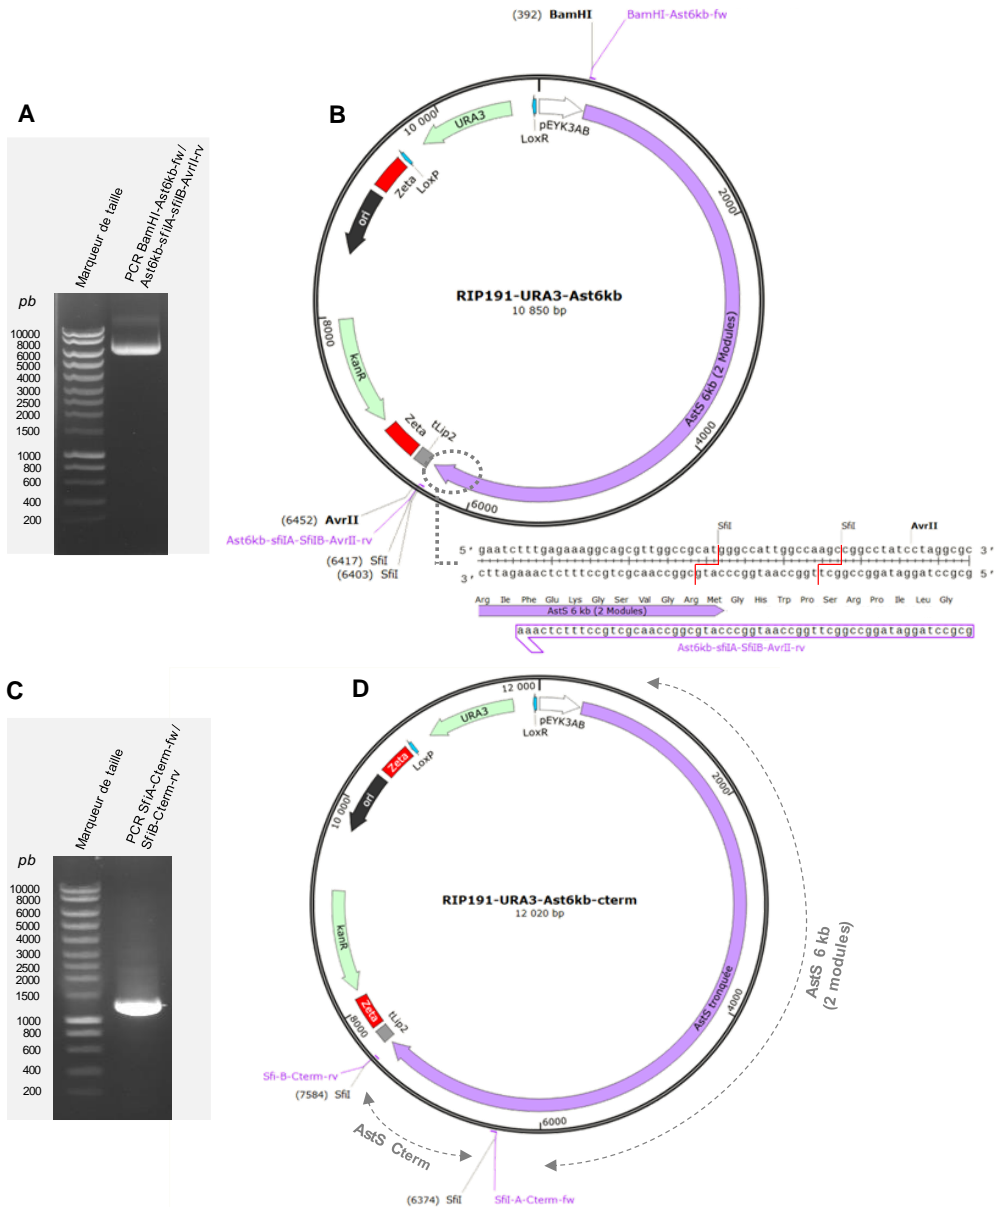 A
Marqueur de taille
PCR BamHI-Ast6kb-fw /
Ast6kb-sfiIA-sfiIB-AvrII-rv
pb
10000
8000
6000
5000
4000
3000
2500
2000
1500
1000
800
600
400
200
B
(392) BamHI
BamHI-Ast6kb-fw
10 000
URA3
LoxR
pEYK3AB
LoxP
Zeta
ori
2000
RIP191-URA3-Ast6kb
10 850 bp
8000
kanR
AstS 6kb (2 Modules)
Zeta
tLip2
4000
6000
(6452) AvrII
Ast6kb-sfiIA-SfiIB-AvrII-rv
(6417) SfiI
(6403) SfiI
SfiI
SfiI
AvrII
5' gaatctttgagaaaggcagcgttggccgcatgggccattggccaagccggcctatcctaggcgc 3'
3' cttagaaactctttccgtcgcaaccggcgtacccggtaaccggttcggccggataggatccgcg 5'
Arg Ile Phe Glu Lys Gly Ser Val Gly Arg Met Gly His Trp Pro Ser Arg Pro Ile Leu Gly
AstS 6 kb (2 Modules)
aaactctttccgtcgcaaccggcgtacccggtaaccggttcggccggataggatccgcg
Ast6kb-sfiIA-SfiIB-AvrII-rv
C
Marqueur de taille
PCR SfiA-Cterm-fw /
SfiB-Cterm-rv
pb
10000
8000
6000
5000
4000
3000
2500
2000
1500
1000
800
600
400
200
D
12 000
URA3
LoxR
pEYK3AB
LoxP
Zeta
ori
10 000
2000
RIP191-URA3-Ast6kb-cterm
12 020 bp
kanR
AstS 6 kb
(2 modules)
AstS tronquée
Zeta
tLip2
8000
4000
6000
Sfi-B-Cterm-rv
(7584) SfiI
AstS Cterm
(6374) SfiI
SfiI-A-Cterm-fw